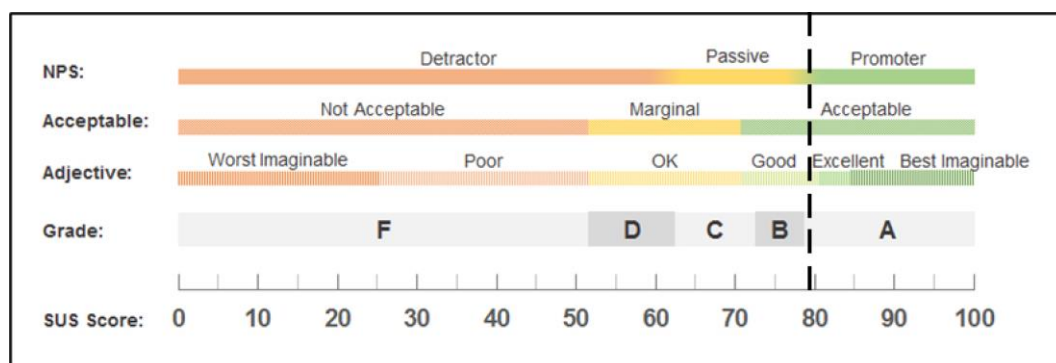 NPS: Detractor Passive Promoter
Acceptable: Not Acceptable Marginal Acceptable
Adjective: Worst Imaginable Poor OK Good Excellent Best Imaginable
Grade: F D C B A
SUS Score: 0 10 20 30 40 50 60 70 80 90 100